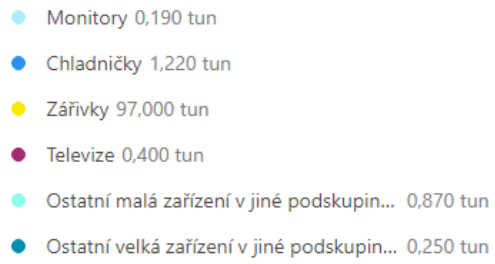 Monitory 0,190 tun
Chladničky 1,220 tun
Zářivky 97,000 tun
Televize 0,400 tun
Ostatní malá zařízení v jiné podskupin... 0,870 tun
Ostatní velká zařízení v jiné podskupin... 0,250 tun